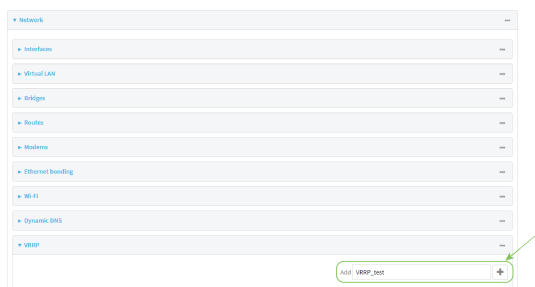 Network
Interfaces
Virtual LAN
Bridges
Routes
Modems
Ethernet bonding
Wi-Fi
Dynamic DNS
VRRP
Add VRRP_test